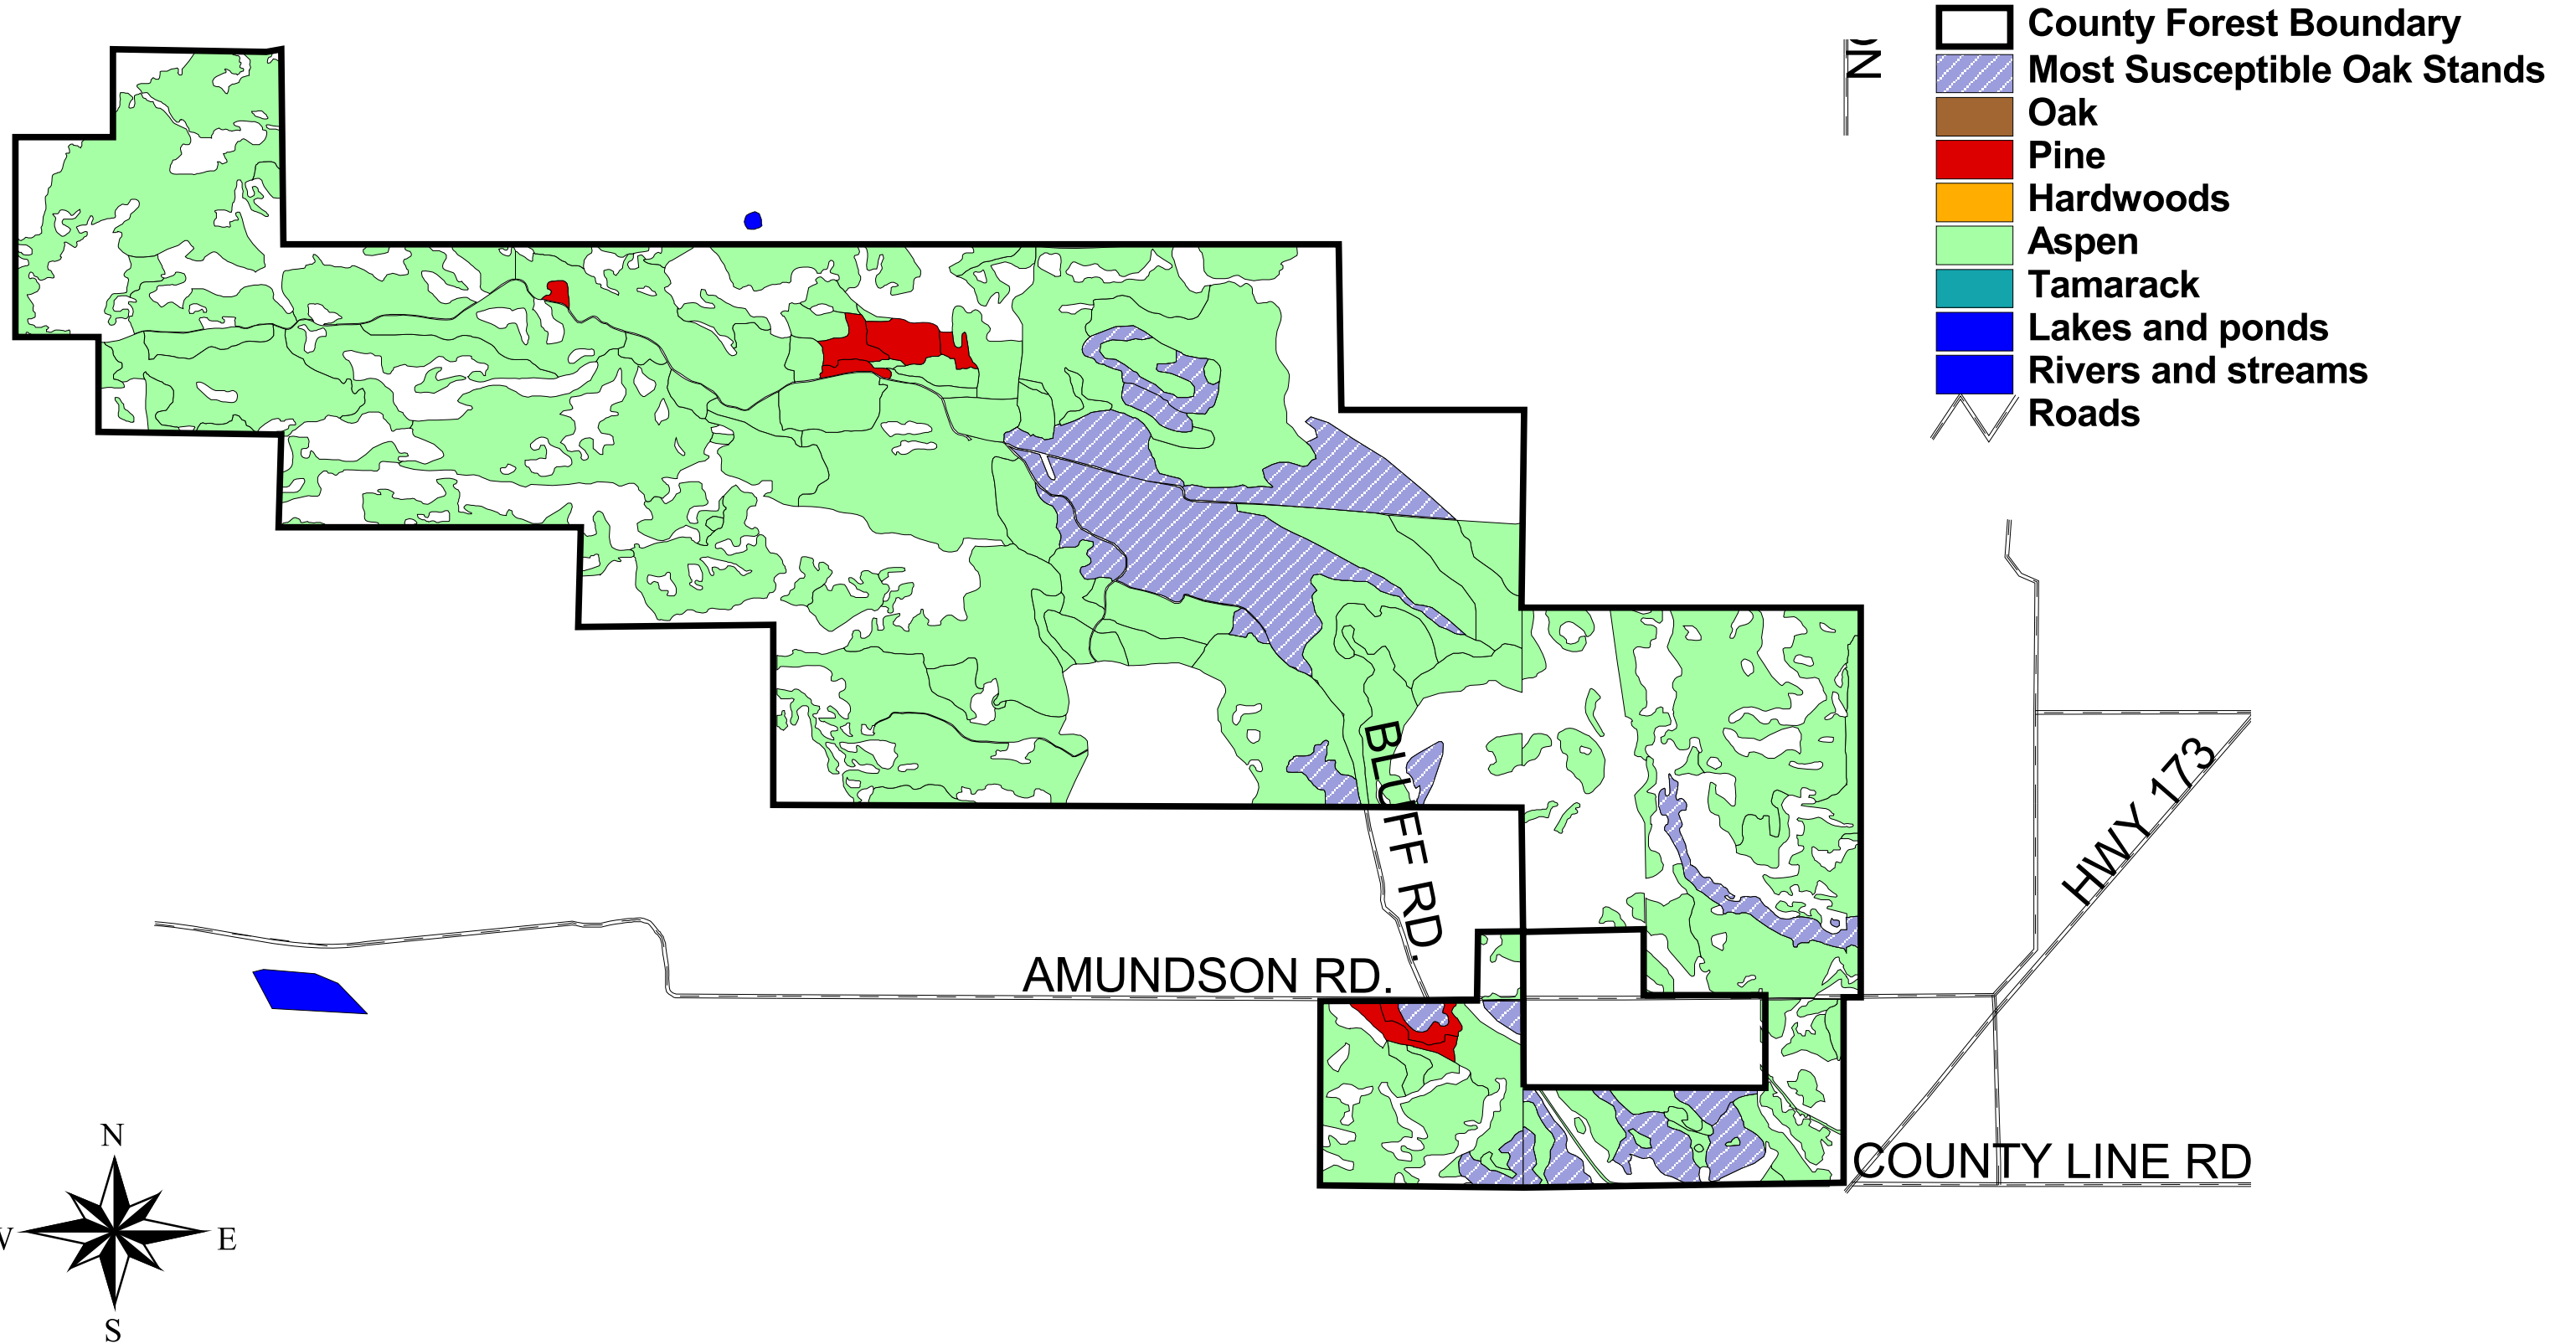 County Forest Boundary
Most Susceptible Oak Stands
Oak
Pine
Hardwoods
Aspen
Tamarack
Lakes and ponds
Rivers and streams
Roads
N
BLUFF RD.
HWY 173
AMUNDSON RD.
COUNTY LINE RD
N
E
S